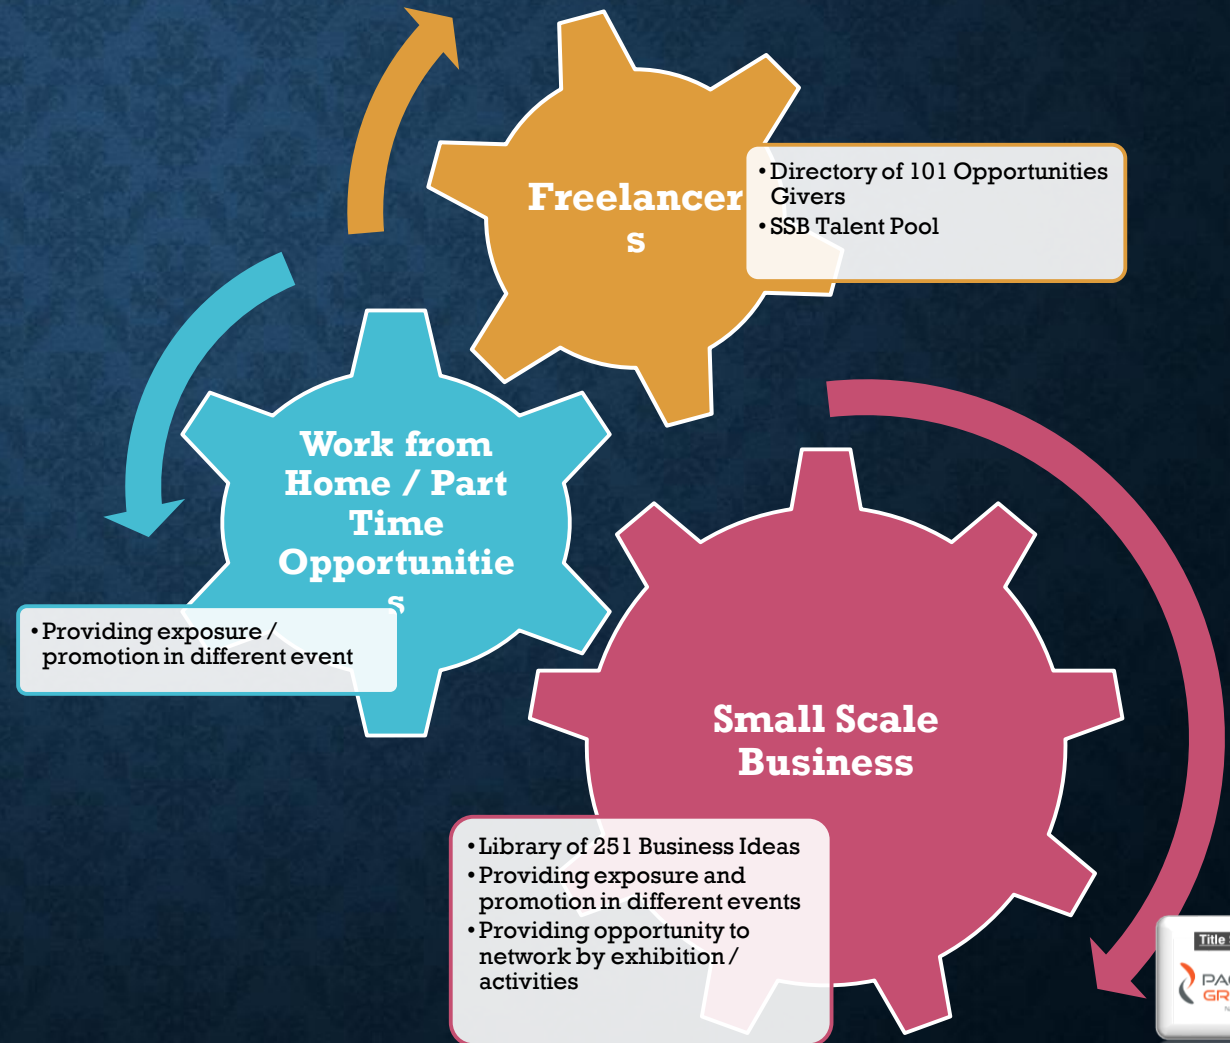 Freelancer
s
•Directory of 101 Opportunities
Givers
•SSB Talent Pool
Work from
Home / Part
Time
Opportunitie
s
•Providing exposure /
promotion in different event
Small Scale
Business
•Library of 251 Business Ideas
•Providing exposure and
promotion in different events
•Providing opportunity to
network by exhibition /
activities
Title